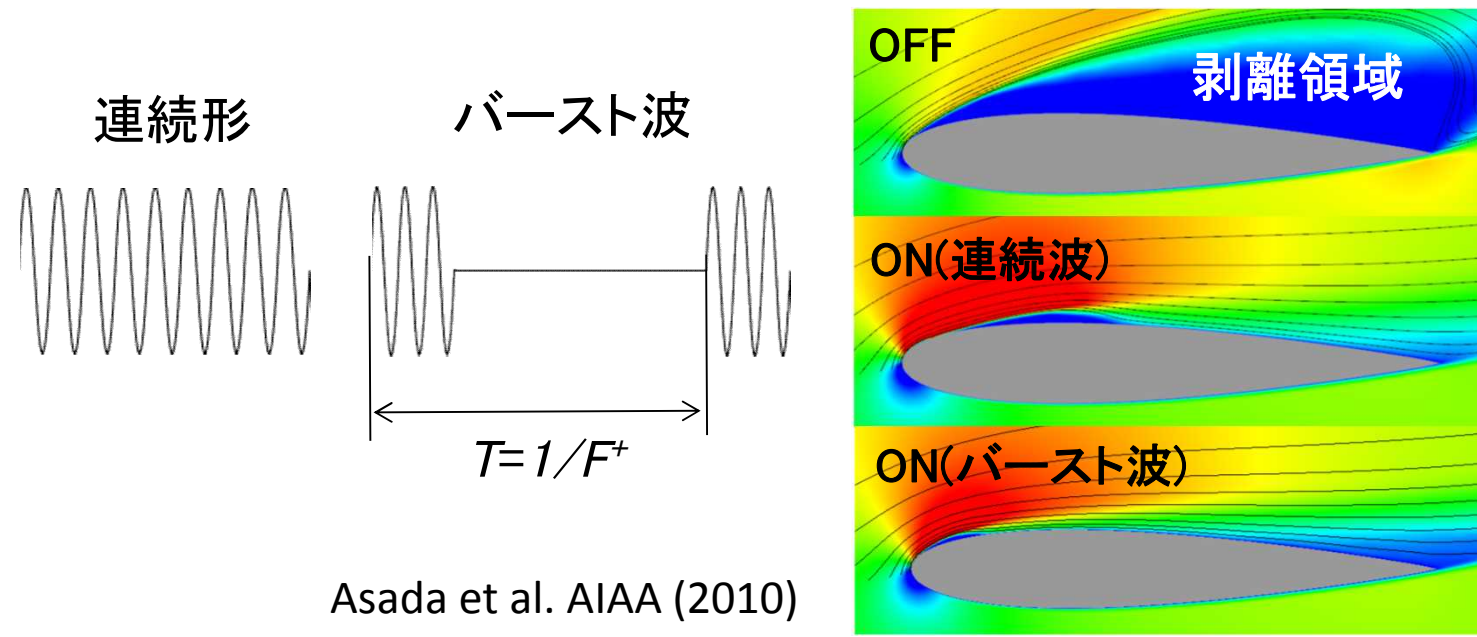 連続形
バースト波
T=1/F⁺
Asada et al. AIAA (2010)
OFF
剥離領域
ON(連続波)
ON(バースト波)